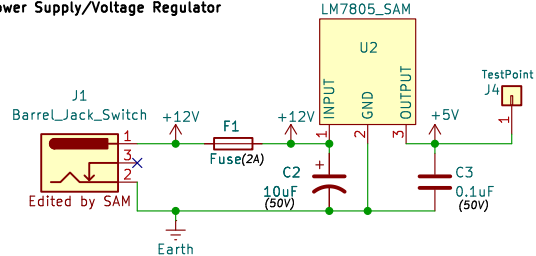 ower Supply/Voltage Regulator
LM7805_SAM
U2
INPUT
GND
OUTPUT
1
2
3
TestPoint
J4
1
J1
Barrel_Jack_Switch
1
3
2
Edited by SAM
+12V
F1
Fuse(2A)
+12V
+5V
+
C2
10uF
(50V)
C3
0.1uF
(50V)
Earth